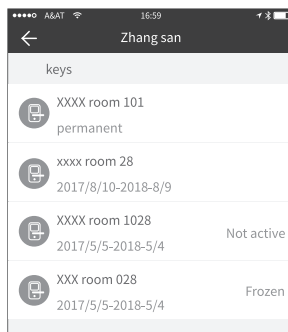 A&AT 16:59
Zhang san
keys
XXXX room 101
permanent
xxxx room 28
2017/8/10-2018-8/9
XXXX room 1028
Not active
2017/5/5-2018-5/4
XXX room 028
Frozen
2017/5/5-2018-5/4